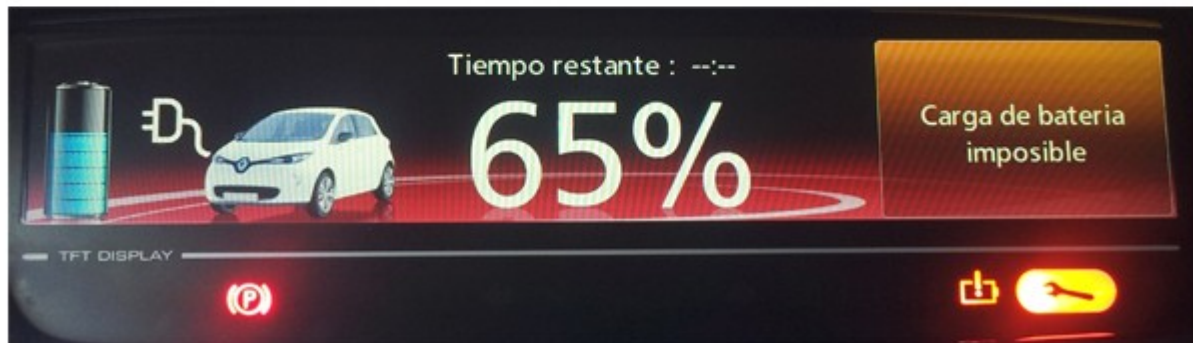 Tiempo restante : --:--
65%
Carga de bateria
imposible
TFT DISPLAY
P